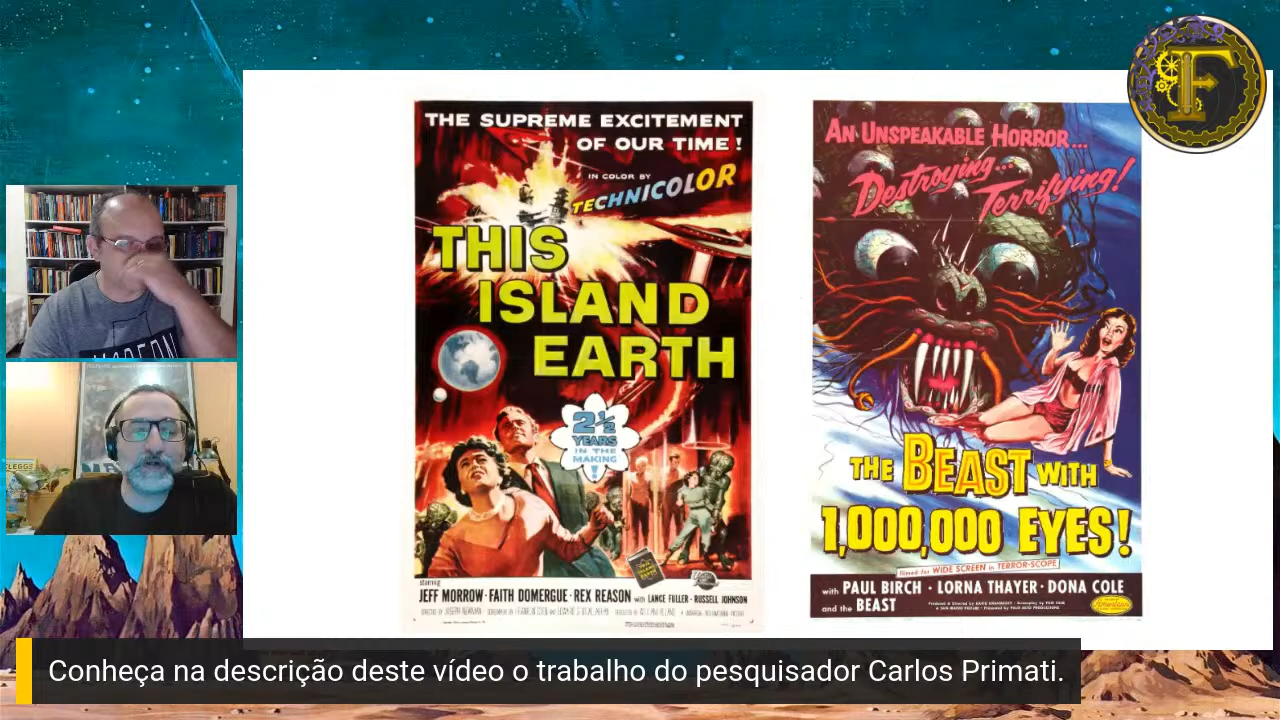 THE SUPREME EXCITEMENT
OF OUR TIME!
IN COLOR BY
TECHNICOLOR
THIS
ISLAND
EARTH
2½
YEARS
IN THE
MAKING
!
starring
JEFF MORROW · FAITH DOMERGUE · REX REASON with LANCE FULLER · RUSSELL JOHNSON
AN UNSPEAKABLE HORROR...
Destroying... Terrifying!
THE BEAST WITH
1,000,000 EYES!
filmed for WIDE SCREEN in TERROR-SCOPE
with PAUL BIRCH · LORNA THAYER · DONA COLE
and the BEAST
F
Conheça na descrição deste vídeo o trabalho do pesquisador Carlos Primati.